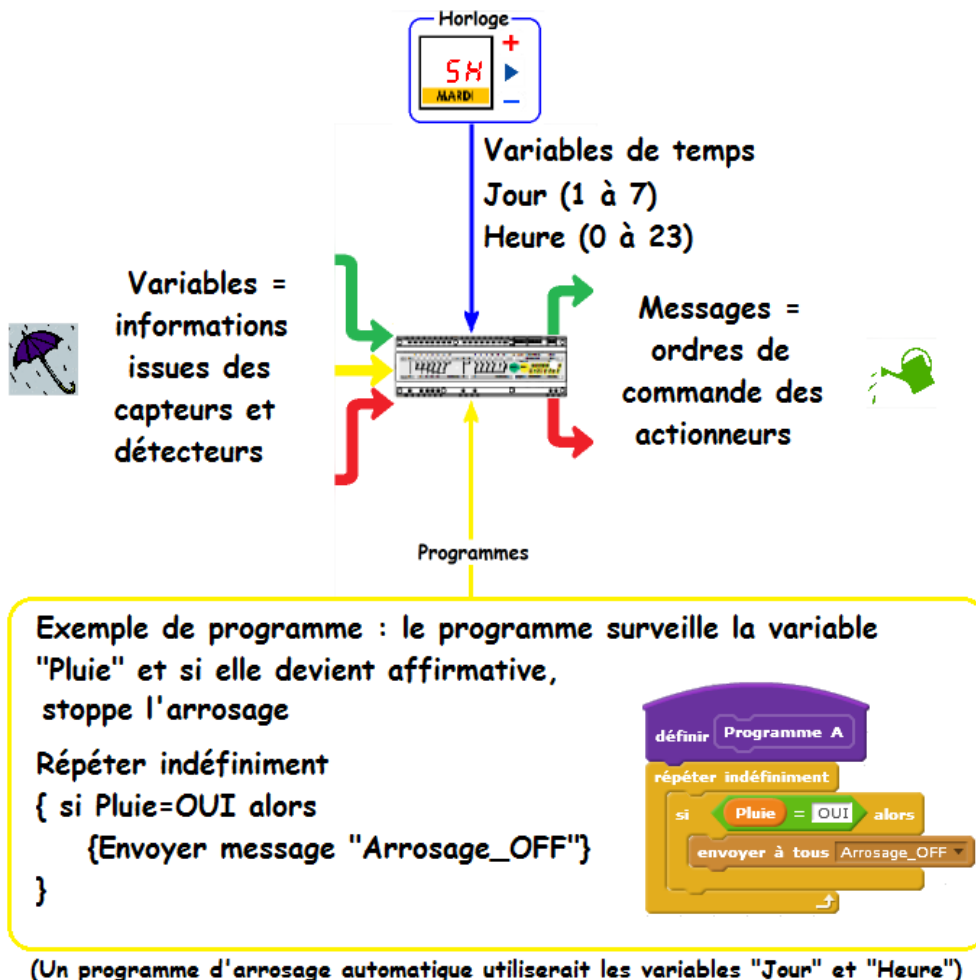 Horloge
+
5H
MARDI
–
Variables de temps
Jour (1 à 7)
Heure (0 à 23)
Variables =
informations
issues des
capteurs et
détecteurs
Messages =
ordres de
commande des
actionneurs
Programmes
Exemple de programme : le programme surveille la variable
"Pluie" et si elle devient affirmative,
stoppe l'arrosage
Répéter indéfiniment
{ si Pluie=OUI alors
{Envoyer message "Arrosage_OFF"}
}
définir Programme A
répéter indéfiniment
si Pluie = OUI alors
envoyer à tous Arrosage_OFF
(Un programme d'arrosage automatique utiliserait les variables "Jour" et "Heure")